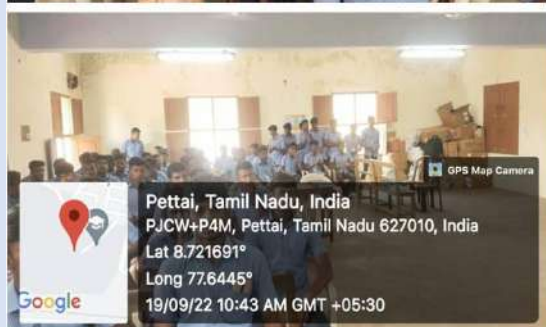 GPS Map Camera
Pettai, Tamil Nadu, India
PJCW+P4M, Pettai, Tamil Nadu 627010, India
Lat 8.721691°
Long 77.6445°
19/09/22 10:43 AM GMT +05:30
Google